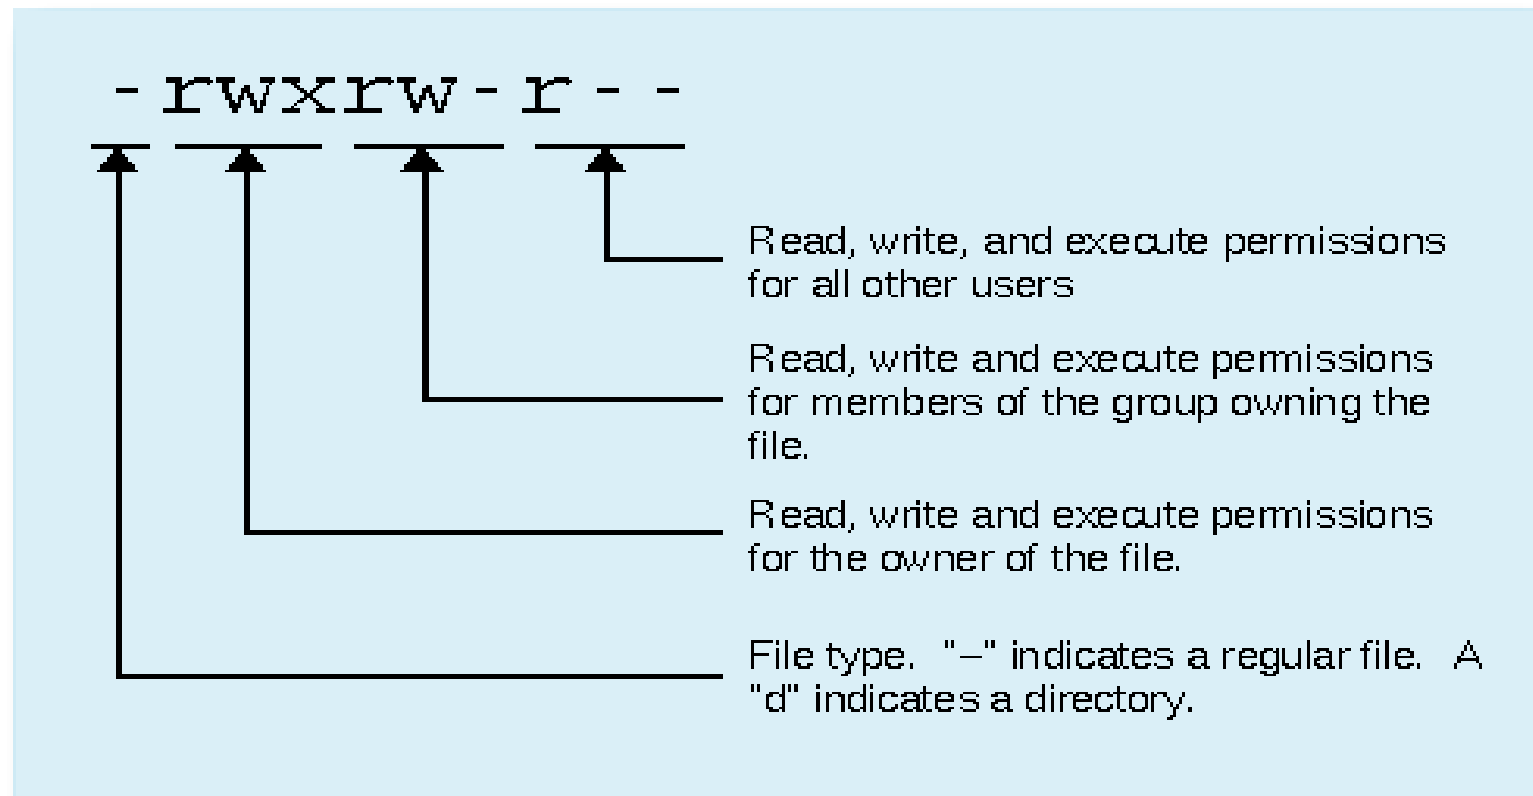 -rwxrw-r--
Read, write, and execute permissions
for all other users
Read, write and execute permissions
for members of the group owning the
file.
Read, write and execute permissions
for the owner of the file.
File type. "–" indicates a regular file. A
"d" indicates a directory.